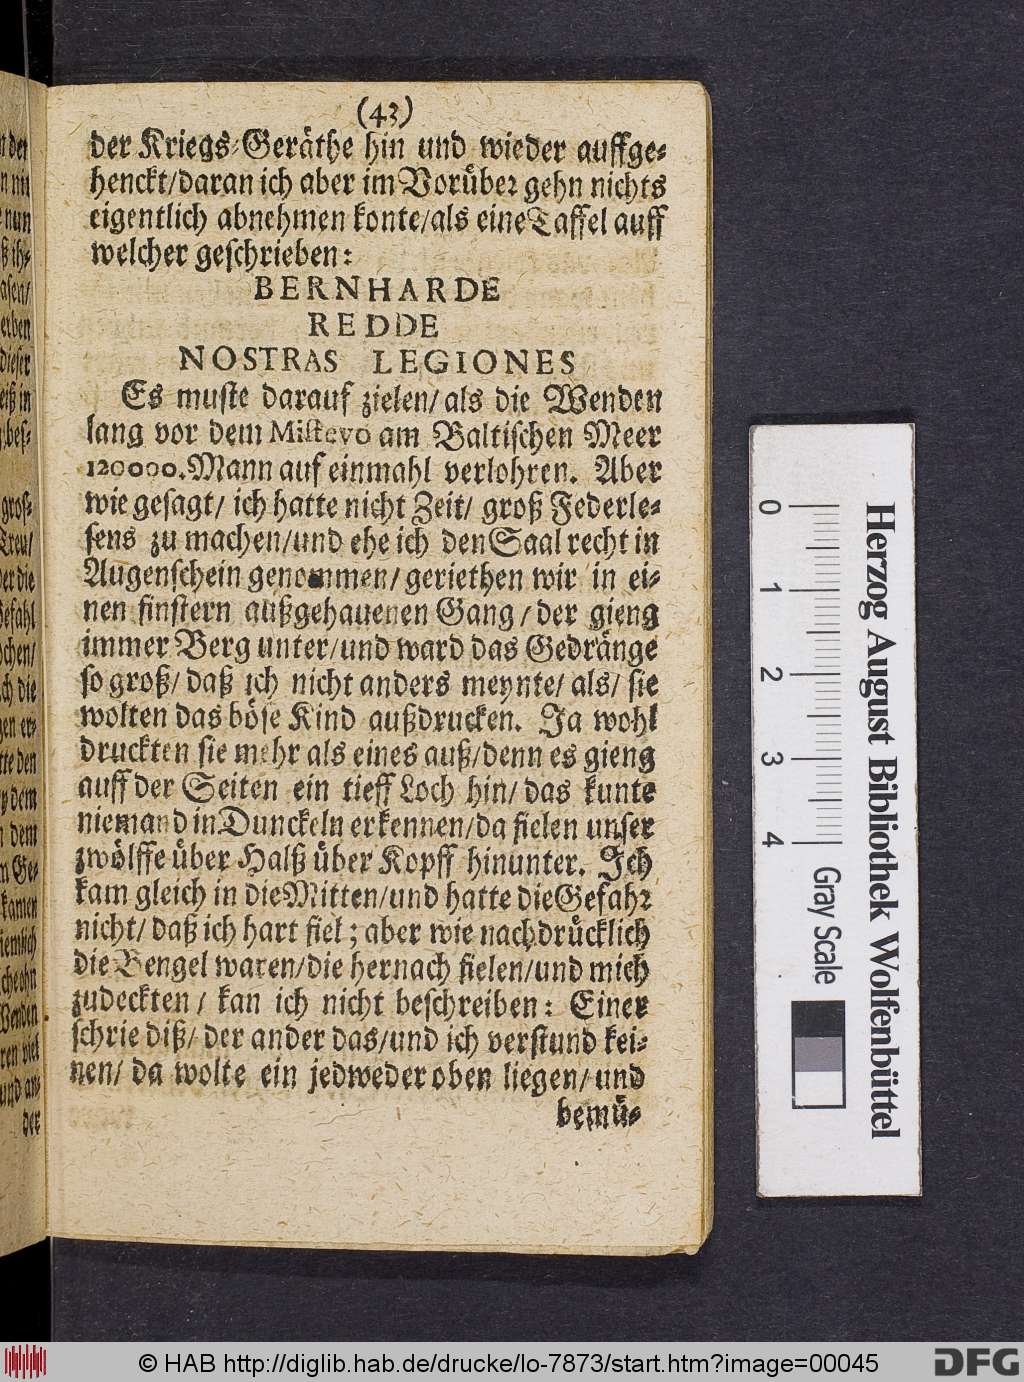 (43)
der Kriegs-Geräthe hin und wieder auffge-
henckt/daran ich aber im Vorüber gehn nichts
eigentlich abnehmen konte/als eine Taffel auff
welcher geschrieben:
BERNHARDE
REDDE
NOSTRAS LEGIONES
Es muste darauf zielen/als die Wenden
lang vor dem Mistevo am Baltischen Meer
120000. Mann auf einmahl verlohren. Aber
wie gesagt/ ich hatte nicht Zeit/ groß Federle-
sens zu machen/und ehe ich den Saal recht in
Augenschein genommen/ geriethen wir in ei-
nen finstern außgehauenen Gang/ der gieng
immer Berg unter/und ward das Gedränge
so groß/ daß ich nicht anders meynte/ als/ sie
wolten das böse Kind außdrucken. Ja wohl
druckten sie mehr als eines auß/denn es gieng
auff der Seiten ein tieff Loch hin/ das kunte
niemand in Dunckeln erkennen/da fielen unser
zwölffe über Halß über Kopff hinunter. Ich
kam gleich in die Mitten/und hatte die Gefahr
nicht/ daß ich hart fiel; aber wie nachdrücklich
die Bengel waren/die hernach fielen/und mich
zudeckten/ kan ich nicht beschreiben: Einer
schrie diß/ der ander das/und ich verstund kei-
nen/ da wolte ein jedweder oben liegen/und
bemü-
der
Herzog August Bibliothek Wolfenbüttel
0 1 2 3 4
Gray Scale
© HAB http://diglib.hab.de/drucke/lo-7873/start.htm?image=00045
DFG